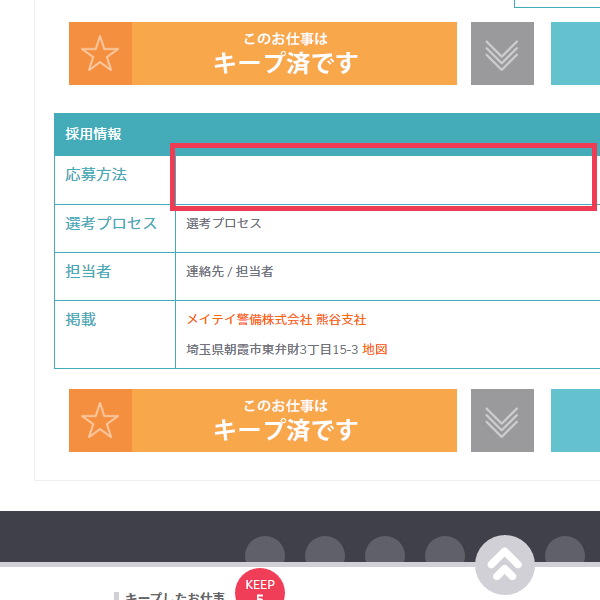 このお仕事は
キープ済です
採用情報
応募方法
選考プロセス 選考プロセス
担当者 連絡先 / 担当者
掲載 メイテイ警備株式会社 熊谷支社
埼玉県朝霞市東弁財3丁目15-3 地図
このお仕事は
キープ済です
キープしたお仕事 KEEP
5